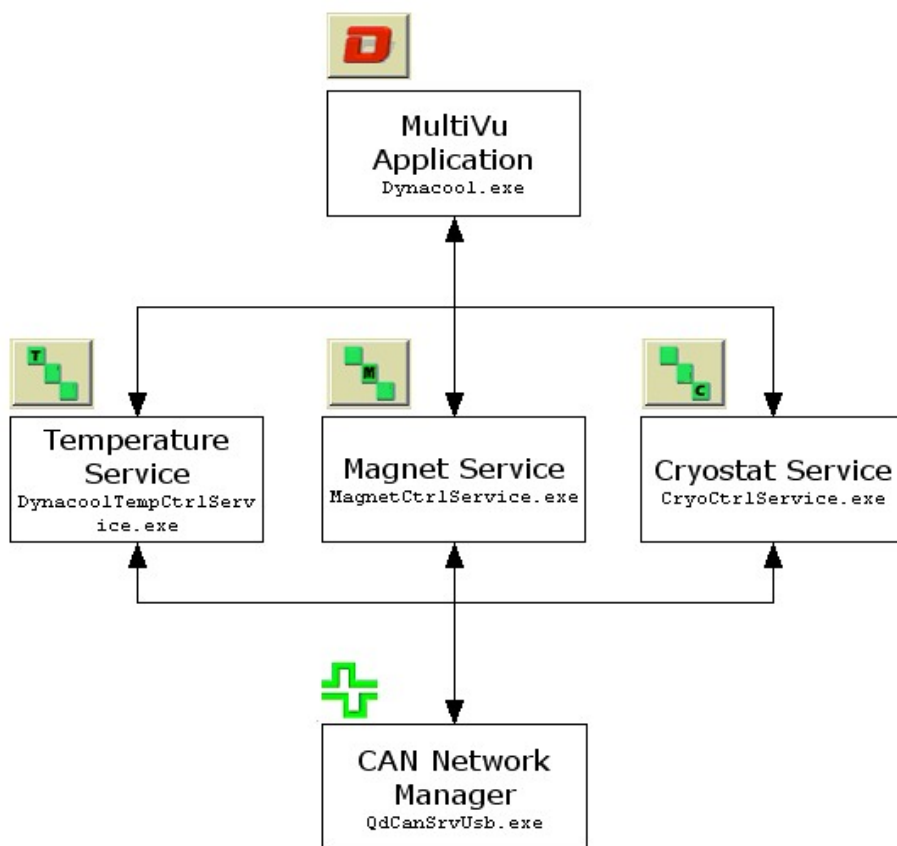 D
MultiVu
Application
Dynacool.exe
T
M
C
Temperature
Service
DynacoolTempCtrlServ
ice.exe
Magnet Service
MagnetCtrlService.exe
Cryostat Service
CryoCtrlService.exe
CAN Network
Manager
QdCanSrvUsb.exe